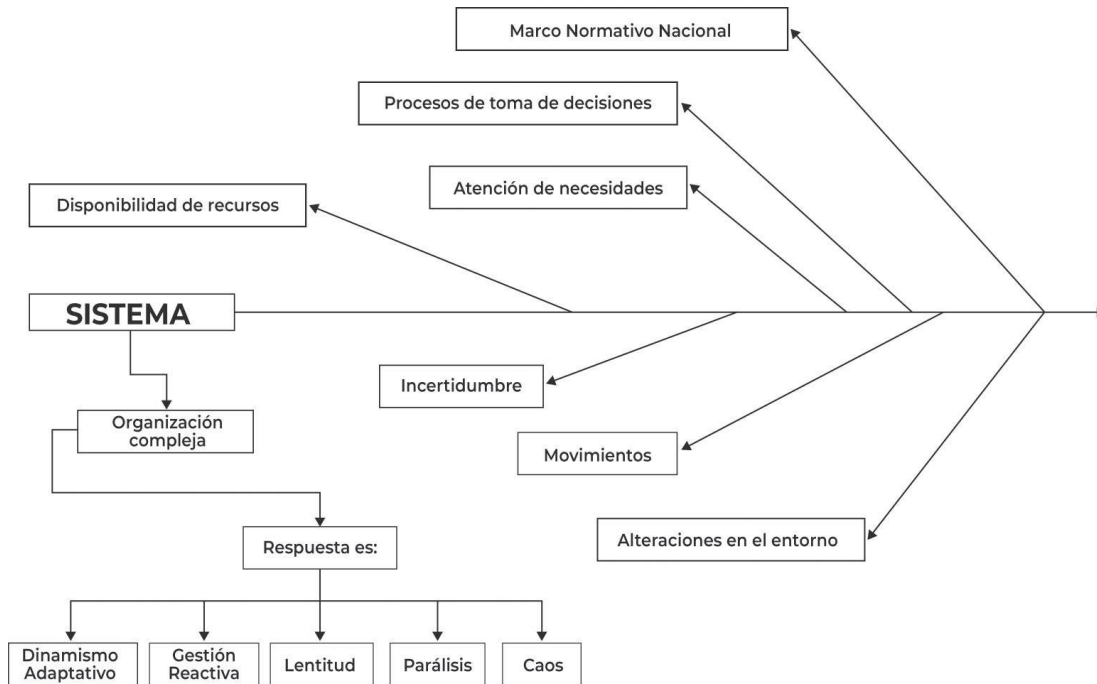 Marco Normativo Nacional
Procesos de toma de decisiones
Atención de necesidades
Disponibilidad de recursos
SISTEMA
Incertidumbre
Organización
compleja
Movimientos
Alteraciones en el entorno
Respuesta es:
Dinamismo
Adaptativo
Gestión
Reactiva
Lentitud
Parálisis
Caos